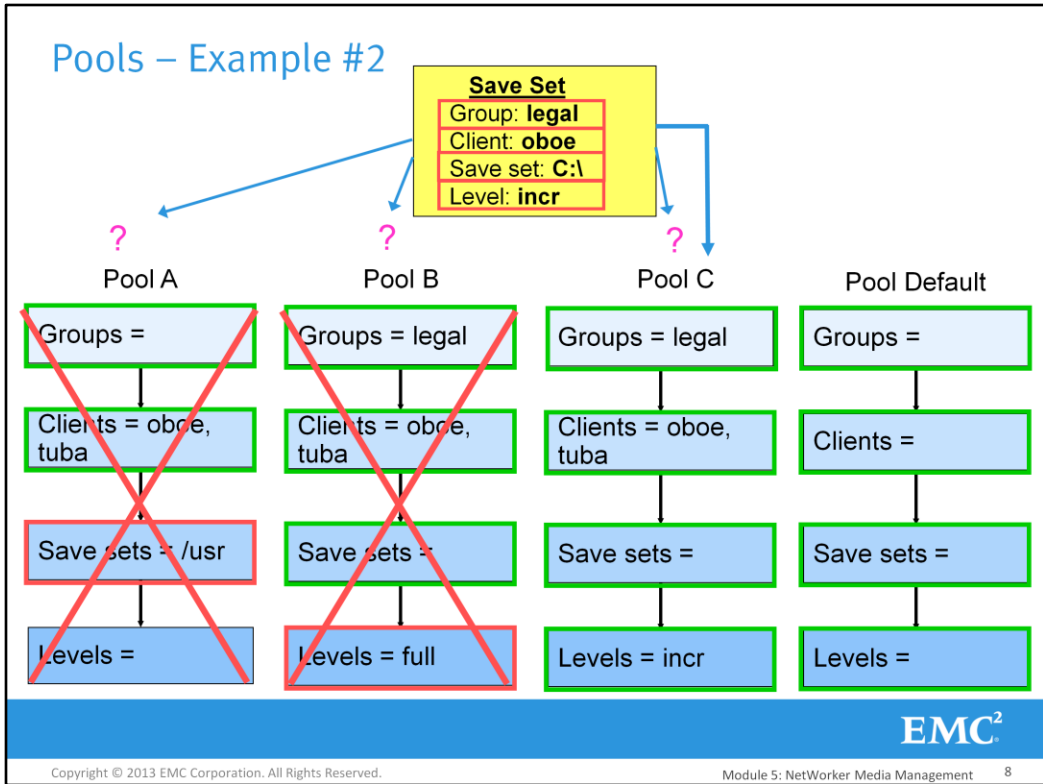 Pools – Example #2
Save Set
Group: legal
Client: oboe
Save set: C:\
Level: incr
?
?
?
Pool A
Pool B
Pool C
Pool Default
Groups =
Groups = legal
Groups = legal
Groups =
Clients = oboe,
tuba
Clients = oboe,
tuba
Clients = oboe,
tuba
Clients =
Save sets = /usr
Save sets =
Save sets =
Save sets =
Levels =
Levels = full
Levels = incr
Levels =
EMC²
Copyright © 2013 EMC Corporation. All Rights Reserved.
Module 5: NetWorker Media Management 8